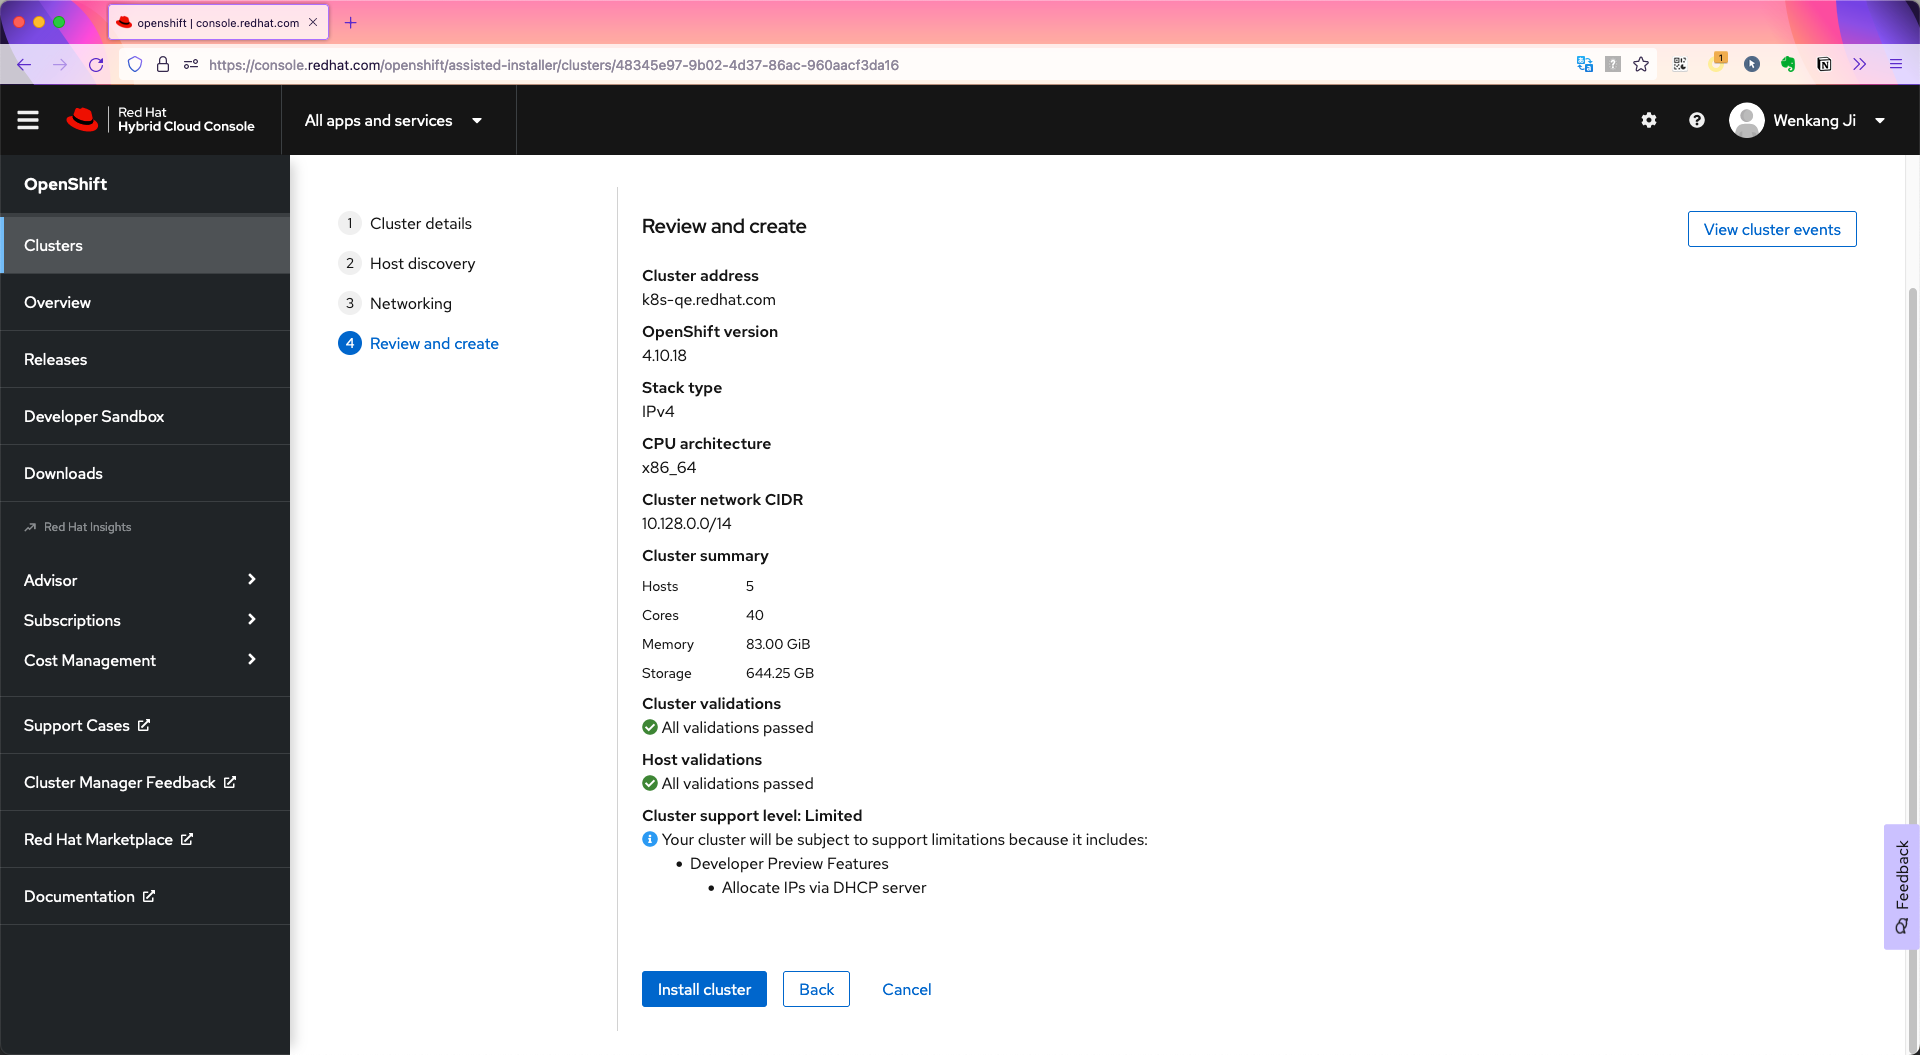 openshift | console.redhat.com
https://console.redhat.com/openshift/assisted-installer/clusters/48345e97-9b02-4d37-86ac-960aacf3da16
1
Red Hat
Hybrid Cloud Console
All apps and services
Wenkang Ji
OpenShift
Clusters
Overview
Releases
Developer Sandbox
Downloads
Red Hat Insights
Advisor
Subscriptions
Cost Management
Support Cases
Cluster Manager Feedback
Red Hat Marketplace
Documentation
1 Cluster details
2 Host discovery
3 Networking
4 Review and create
Review and create
View cluster events
Cluster address
k8s-qe.redhat.com
OpenShift version
4.10.18
Stack type
IPv4
CPU architecture
x86_64
Cluster network CIDR
10.128.0.0/14
Cluster summary
Hosts 5
Cores 40
Memory 83.00 GiB
Storage 644.25 GB
Cluster validations
All validations passed
Host validations
All validations passed
Cluster support level: Limited
Your cluster will be subject to support limitations because it includes:
• Developer Preview Features
• Allocate IPs via DHCP server
Install cluster
Back
Cancel
Feedback